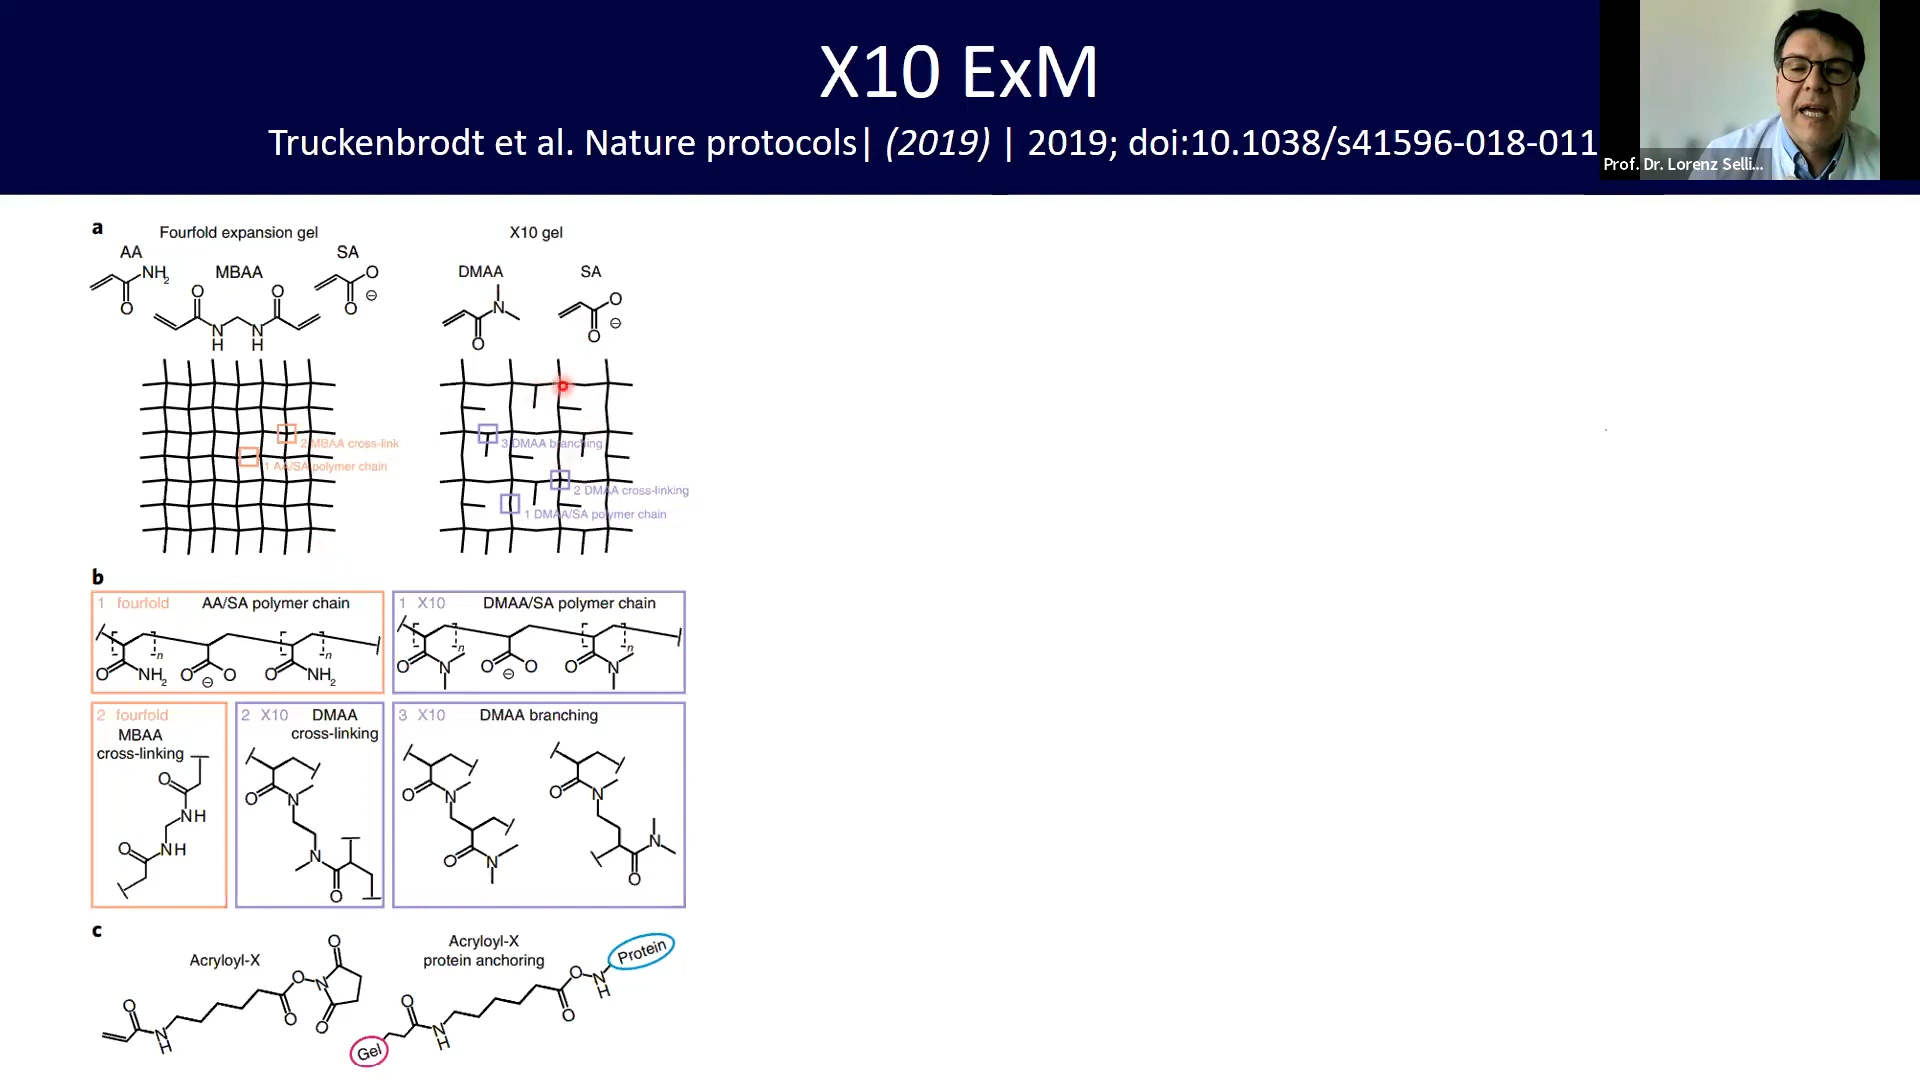 X10 ExM
Truckenbrodt et al. Nature protocols| (2019) | 2019; doi:10.1038/s41596-018-011
Prof. Dr. Lorenz Selli...
a
Fourfold expansion gel
X10 gel
AA
MBAA
SA
DMAA
SA
NH2
O
O
O
N
H
N
H
O
O
⊖
N
O
O
O
⊖
2 MBAA cross-link
1 AA/SA polymer chain
3 DMAA branching
2 DMAA cross-linking
1 DMAA/SA polymer chain
b
1 fourfold AA/SA polymer chain
n
n
O NH2 O ⊖ O O NH2
1 X10 DMAA/SA polymer chain
n
n
O N O ⊖ O O N
2 fourfold
MBAA
cross-linking
O
NH
O NH
2 X10 DMAA
cross-linking
O N
N
O
3 X10 DMAA branching
O N
O N
O N
N
O
c
Acryloyl-X
O
O
N
H
O
O
N
O
O
Acryloyl-X
protein anchoring
Protein
O
N
H
O
O
N
H
Gel